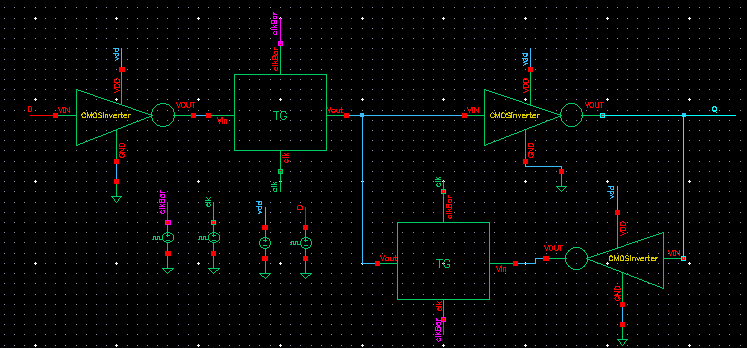 clkBar
clkBar
vdd
VDD
vdd
VDD
D
VIN
CMOSInverter
VOUT
Vin
TG
Vout
VIN
CMOSInverter
VOUT
Q
GND
clk
clk
GND
clkBar
clk
vdd
D
clk
clkBar
vdd
VDD
Vout
TG
Vin
VOUT
CMOSInverter
VIN
clk
clkBar
GND